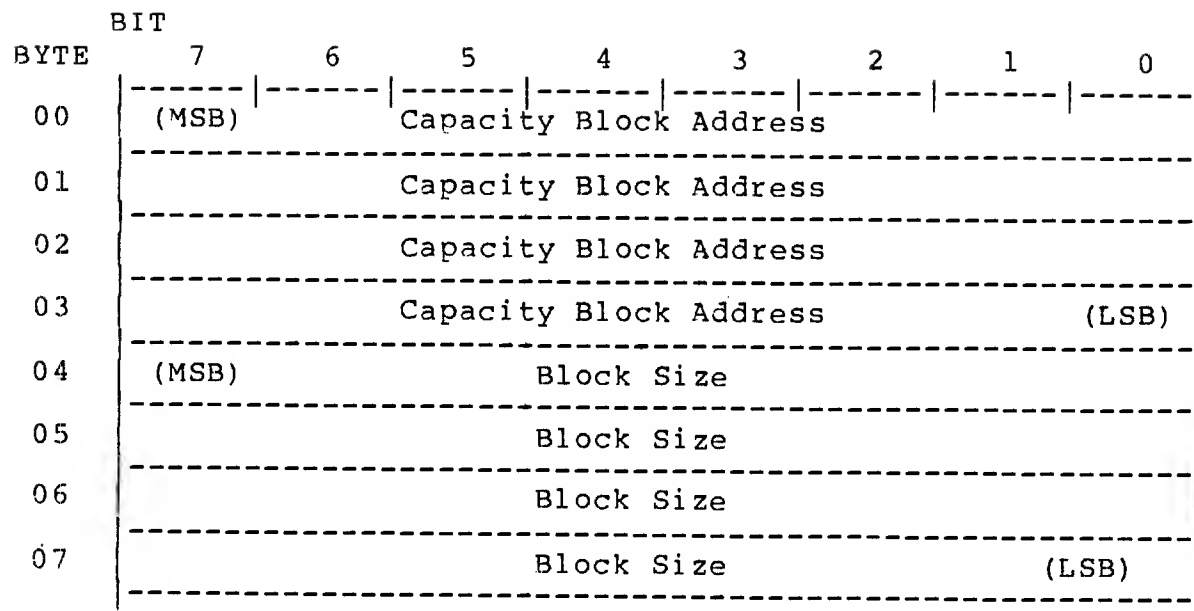 BIT
BYTE 7 6 5 4 3 2 1 0
00 (MSB) Capacity Block Address
01 Capacity Block Address
02 Capacity Block Address
03 Capacity Block Address (LSB)
04 (MSB) Block Size
05 Block Size
06 Block Size
07 Block Size (LSB)